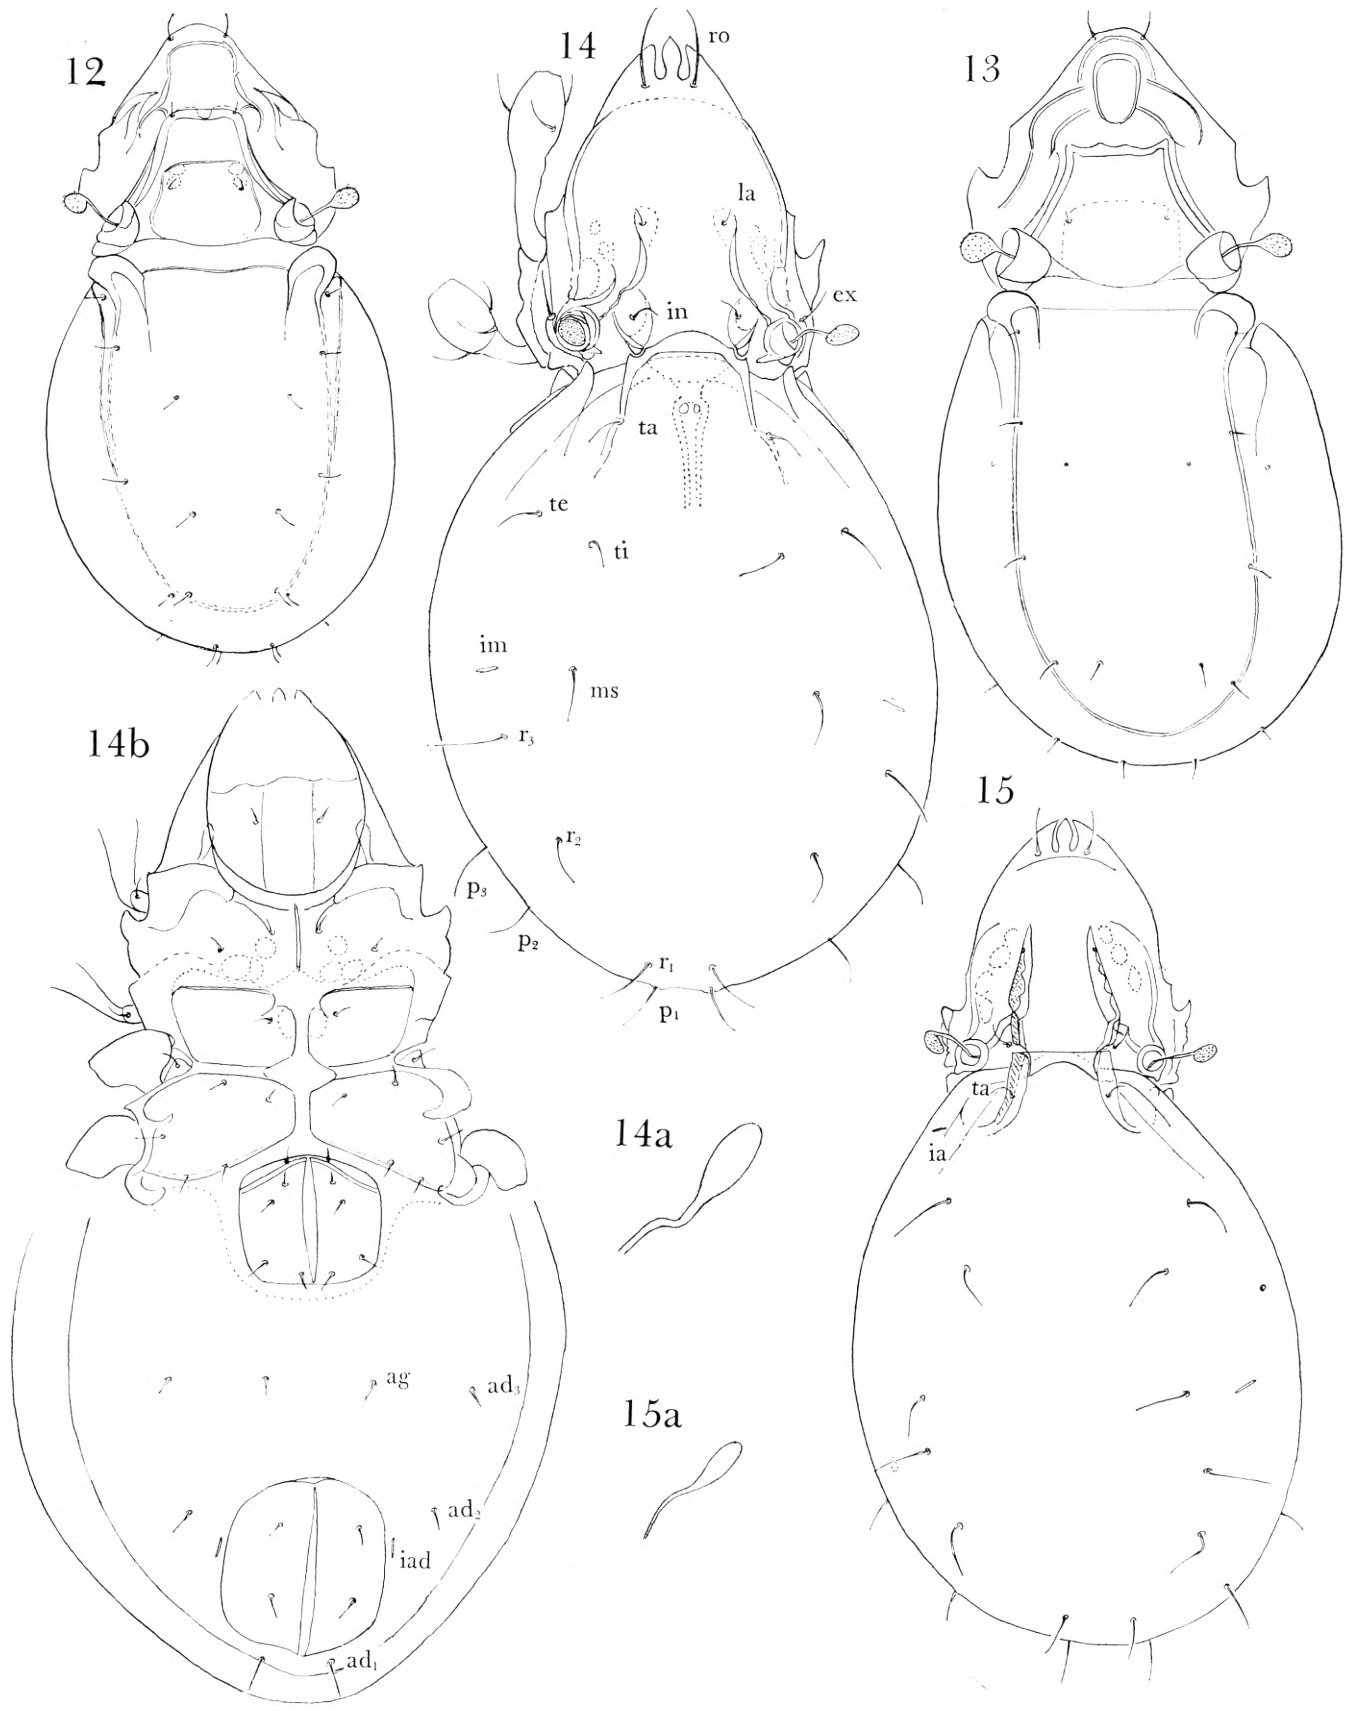 12
14
ro
13
la
ex
in
ta
te
ti
im
ms
r₃
r₂
p₃
p₂
r₁
p₁
14b
15
ta
ia
14a
ag
ad₃
15a
ad₂
iad
ad₁